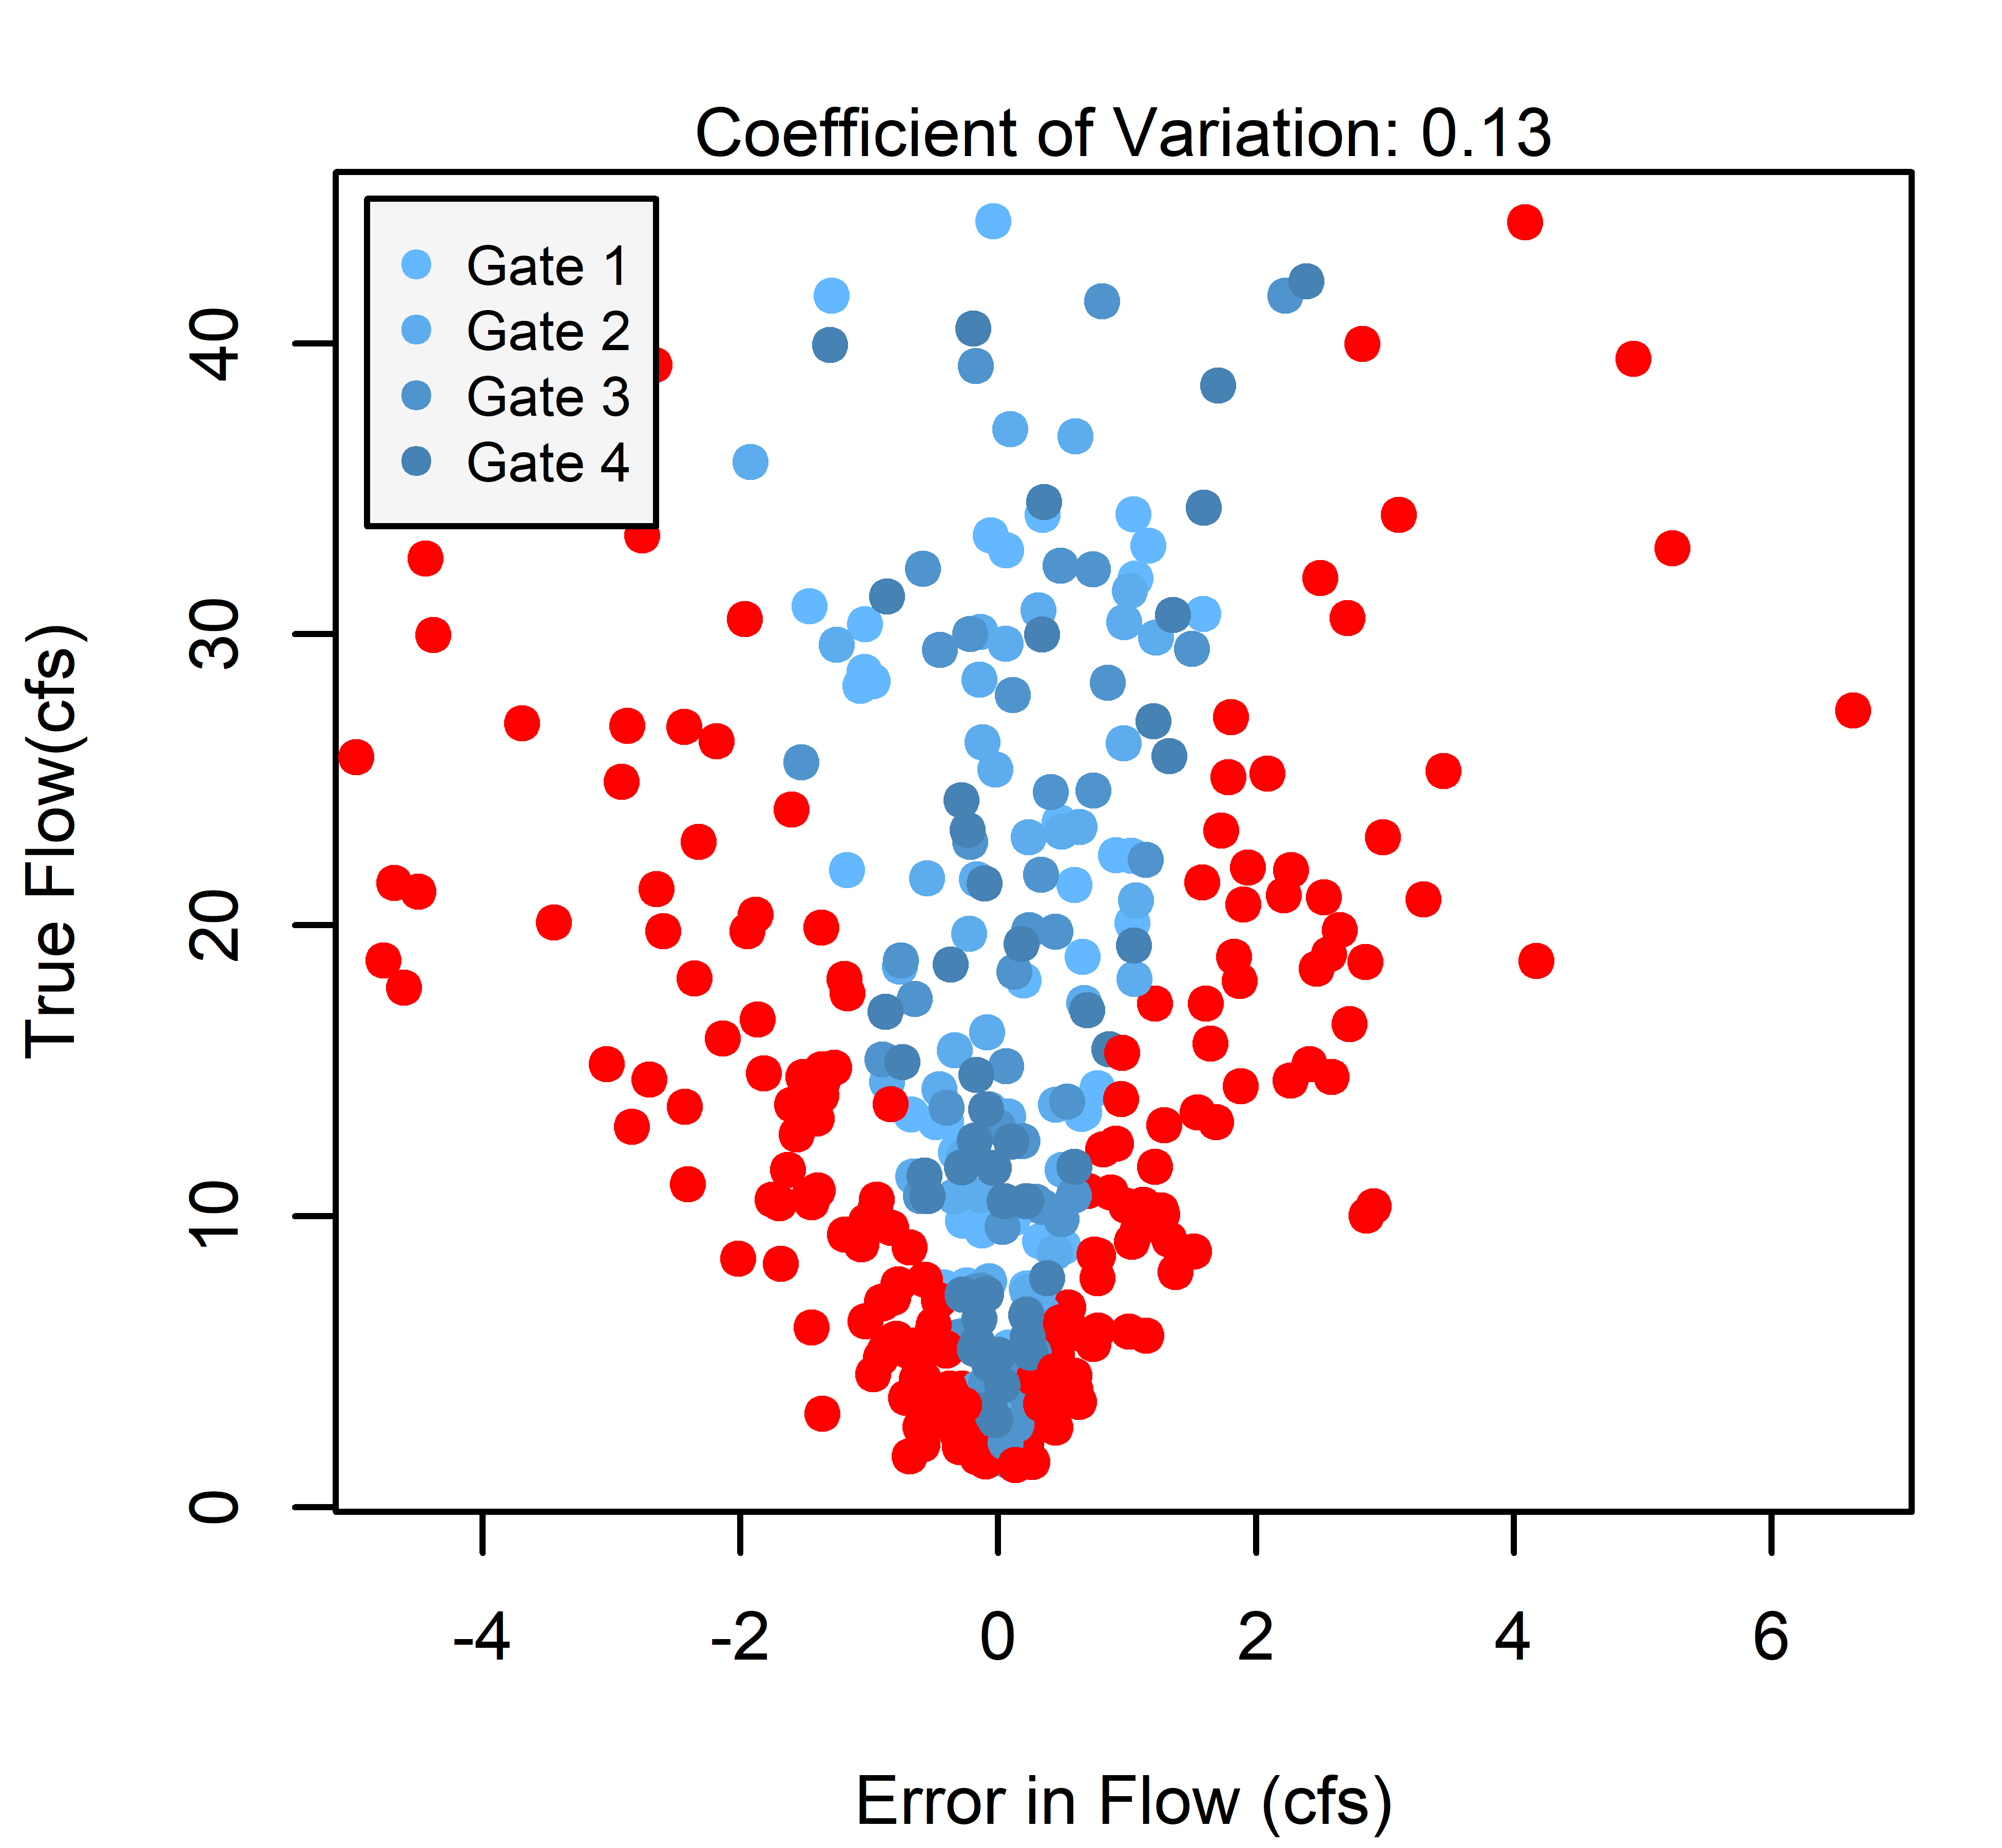 Coefficient of Variation: 0.13
Gate 1
Gate 2
Gate 3
Gate 4
True Flow(cfs)
40
30
20
10
0
-4 -2 0 2 4 6
Error in Flow (cfs)